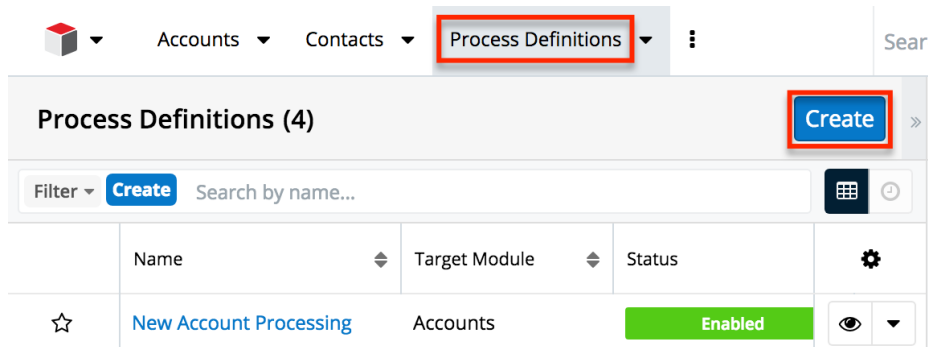 Accounts Contacts Process Definitions Sear
Process Definitions (4) Create
Filter Create Search by name...
Name Target Module Status
New Account Processing Accounts Enabled